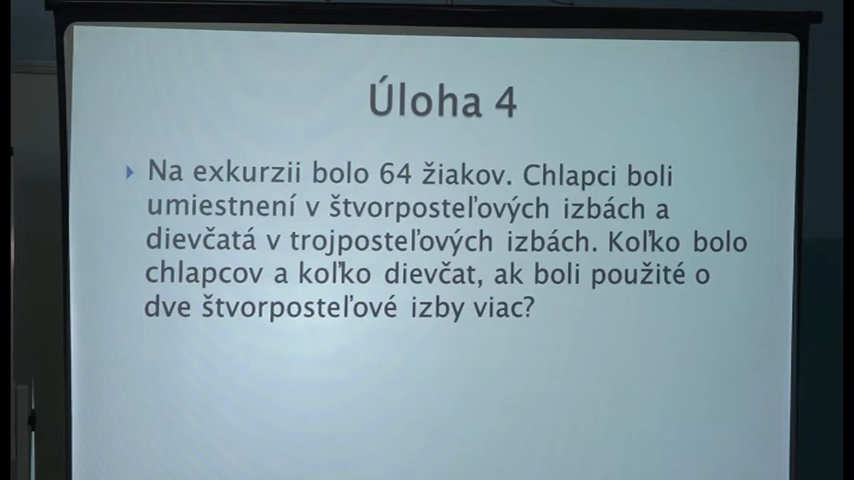 Úloha 4
Na exkurzii bolo 64 žiakov. Chlapci boli
umiestnení v štvorposteľových izbách a
dievčatá v trojposteľových izbách. Koľko bolo
chlapcov a koľko dievčat, ak boli použité o
dve štvorposteľové izby viac?